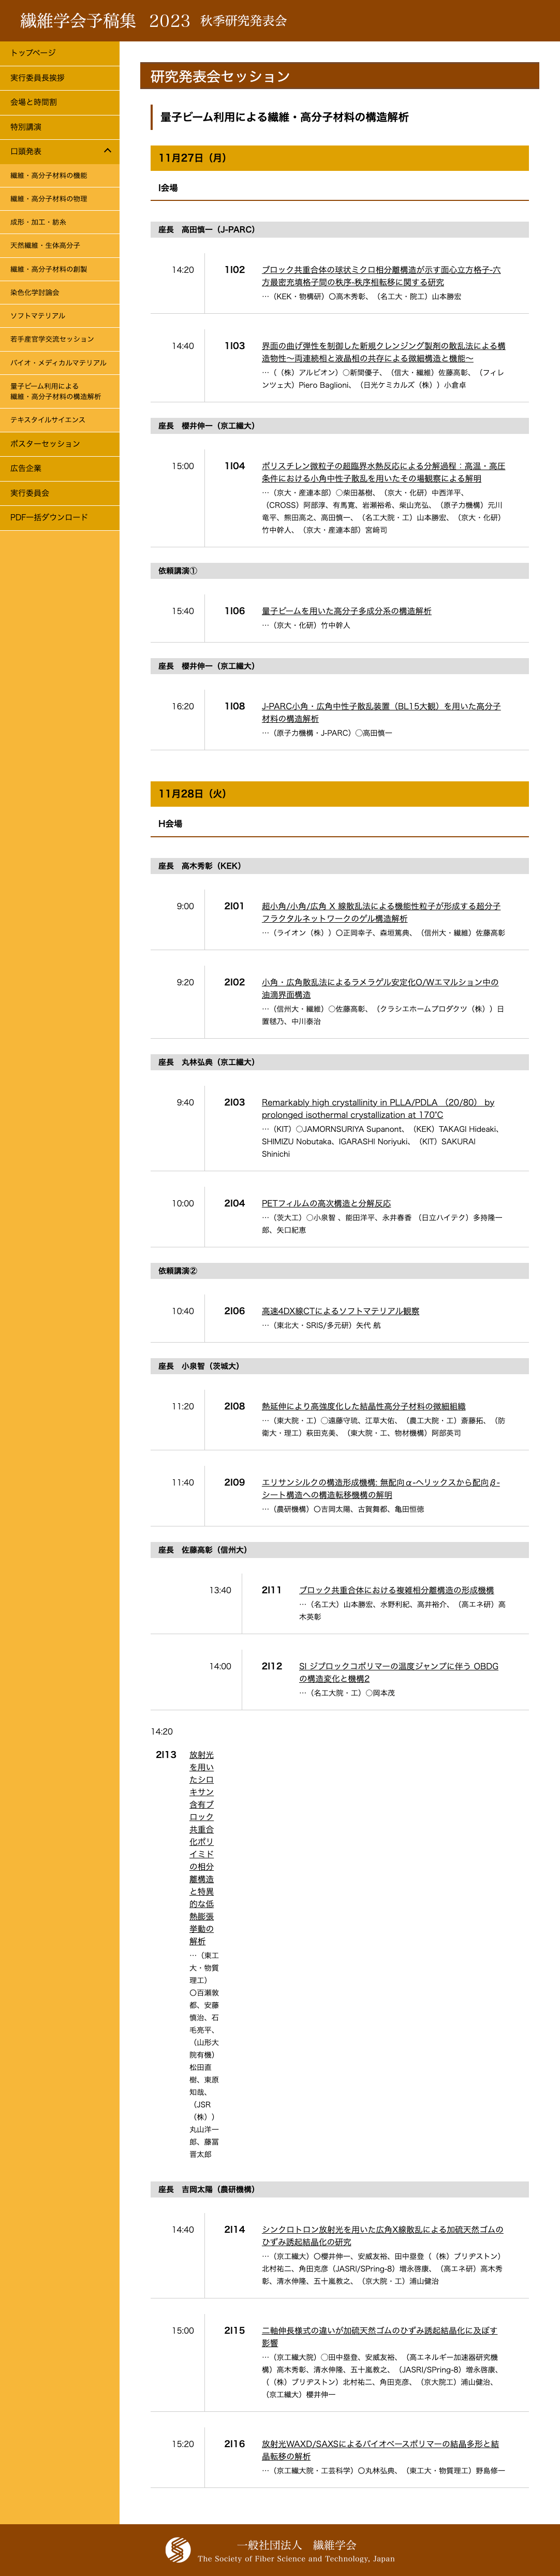 繊維学会予稿集 2023 秋季研究発表会
トップページ
実行委員長挨拶
会場と時間割
特別講演
口頭発表
繊維・高分子材料の機能
繊維・高分子材料の物理
成形・加工・紡糸
天然繊維・生体高分子
繊維・高分子材料の創製
染色化学討論会
ソフトマテリアル
若手産官学交流セッション
バイオ・メディカルマテリアル
量子ビーム利用による
繊維・高分子材料の構造解析
テキスタイルサイエンス
ポスターセッション
広告企業
実行委員会
PDF一括ダウンロード
研究発表会セッション
量子ビーム利用による繊維・高分子材料の構造解析
11月27日（月）
I会場
座長 高田慎一（J-PARC）
14:20 1I02 ブロック共重合体の球状ミクロ相分離構造が示す面心立方格子-六
方最密充填格子間の秩序-秩序相転移に関する研究
…（KEK・物構研）〇高木秀彰、（名工大・院工）山本勝宏
14:40 1I03 界面の曲げ弾性を制御した新規クレンジング製剤の散乱法による構
造物性～両連続相と液晶相の共存による微細構造と機能～
…（（株）アルビオン）○新間優子、（信大・繊維）佐藤高彰、（フィレ
ンツェ大）Piero Baglioni、（日光ケミカルズ（株））小倉卓
座長 櫻井伸一（京工繊大）
15:00 1I04 ポリスチレン微粒子の超臨界水熱反応による分解過程：高温・高圧
条件における小角中性子散乱を用いたその場観察による解明
…（京大・産連本部）○柴田基樹、（京大・化研）中西洋平、
（CROSS）阿部淳、有馬寛、岩瀬裕希、柴山充弘、（原子力機構）元川
竜平、熊田高之、高田慎一、（名工大院・工）山本勝宏、（京大・化研）
竹中幹人、（京大・産連本部）宮﨑司
依頼講演①
15:40 1I06 量子ビームを用いた高分子多成分系の構造解析
…（京大・化研）竹中幹人
座長 櫻井伸一（京工繊大）
16:20 1I08 J-PARC小角・広角中性子散乱装置（BL15大観）を用いた高分子
材料の構造解析
…（原子力機構・J-PARC）◯高田慎一
11月28日（火）
H会場
座長 高木秀彰（KEK）
9:00 2I01 超小角/小角/広角 X 線散乱法による機能性粒子が形成する超分子
フラクタルネットワークのゲル構造解析
…（ライオン（株））〇正岡幸子、森垣篤典、（信州大・繊維）佐藤高彰
9:20 2I02 小角・広角散乱法によるラメラゲル安定化O/Wエマルション中の
油滴界面構造
…（信州大・繊維）○佐藤高彰、（クラシエホームプロダクツ（株））日
置毬乃、中川泰治
座長 丸林弘典（京工繊大）
9:40 2I03 Remarkably high crystallinity in PLLA/PDLA （20/80） by
prolonged isothermal crystallization at 170℃
…（KIT）○JAMORNSURIYA Supanont、（KEK）TAKAGI Hideaki、
SHIMIZU Nobutaka、IGARASHI Noriyuki、（KIT）SAKURAI
Shinichi
10:00 2I04 PETフィルムの高次構造と分解反応
…（茨大工）○小泉智 、能田洋平、永井春香 （日立ハイテク）多持隆一
郎、矢口紀恵
依頼講演②
10:40 2I06 高速4DX線CTによるソフトマテリアル観察
…（東北大・SRIS/多元研）矢代 航
座長 小泉智（茨城大）
11:20 2I08 熱延伸により高強度化した結晶性高分子材料の微細組織
…（東大院・工）○遠藤守琉、江草大佑、（農工大院・工）斎藤拓、（防
衛大・理工）萩田克美、（東大院・工、物材機構）阿部英司
11:40 2I09 エリサンシルクの構造形成機構: 無配向α-ヘリックスから配向β-
シート構造への構造転移機構の解明
…（農研機構）〇吉岡太陽、古賀舞都、亀田恒徳
座長 佐藤高彰（信州大）
13:40 2I11 ブロック共重合体における複雑相分離構造の形成機構
…（名工大）山本勝宏、水野利紀、高井裕介、（高エネ研）高
木英彰
14:00 2I12 SI ジブロックコポリマーの温度ジャンプに伴う OBDG
の構造変化と機構2
…（名工大院・工）○岡本茂
14:20
2I13 放射光
を用い
たシロ
キサン
含有ブ
ロック
共重合
化ポリ
イミド
の相分
離構造
と特異
的な低
熱膨張
挙動の
解析
…（東工
大・物質
理工）
〇百瀬敦
都、安藤
慎治、石
毛亮平、
（山形大
院有機）
松田直
樹、東原
知哉、
（JSR
（株））
丸山洋一
郎、藤冨
晋太郎
座長 吉岡太陽（農研機構）
14:40 2I14 シンクロトロン放射光を用いた広角X線散乱による加硫天然ゴムの
ひずみ誘起結晶化の研究
…（京工繊大）〇櫻井伸一、安威友裕、田中塁登（（株）ブリヂストン）
北村祐二、角田克彦（JASRI/SPring-8）増永啓康、（高エネ研）高木秀
彰、清水伸隆、五十嵐教之、（京大院・工）浦山健治
15:00 2I15 二軸伸長様式の違いが加硫天然ゴムのひずみ誘起結晶化に及ぼす
影響
…（京工繊大院）◯田中塁登、安威友裕、（高エネルギー加速器研究機
構）高木秀彰、清水伸隆、五十嵐教之、（JASRI/SPring-8）増永啓康、
（（株）ブリヂストン）北村祐二、角田克彦、（京大院工）浦山健治、
（京工繊大）櫻井伸一
15:20 2I16 放射光WAXD/SAXSによるバイオベースポリマーの結晶多形と結
晶転移の解析
…（京工繊大院・工芸科学）〇丸林弘典、（東工大・物質理工）野島修一
一般社団法人 繊維学会
The Society of Fiber Science and Technology, Japan